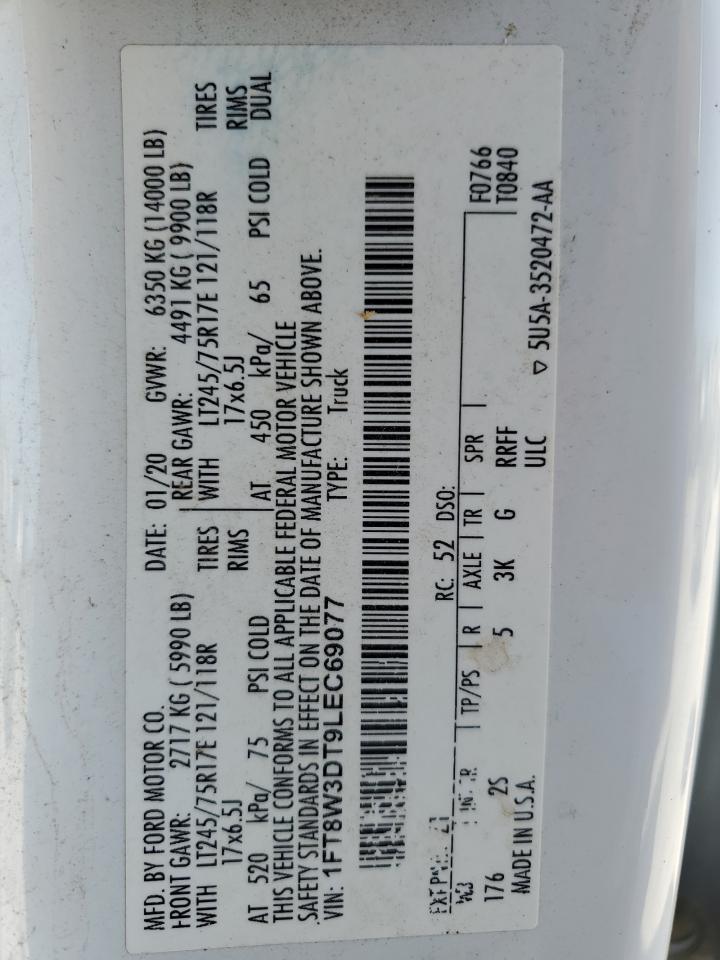 MFD. BY FORD MOTOR CO.
DATE: 01/20 GVWR: 6350 KG (14000 LB)
FRONT GAWR: 2717 KG ( 5990 LB)
REAR GAWR: 4491 KG ( 9900 LB)
WITH LT245/75R17E 121/118R TIRES
WITH LT245/75R17E 121/118R TIRES
17x6.5J RIMS
17x6.5J RIMS
AT 520 kPa/ 75 PSI COLD
AT 450 kPa/ 65 PSI COLD DUAL
THIS VEHICLE CONFORMS TO ALL APPLICABLE FEDERAL MOTOR VEHICLE
SAFETY STANDARDS IN EFFECT ON THE DATE OF MANUFACTURE SHOWN ABOVE.
VIN: 1FT8W3DT9LEC69077 TYPE: Truck
F0766
T0840
RC: 52 DSO:
TP/PS R AXLE TR SPR
176 2S 5 3K G RRFF
ULC
MADE IN U.S.A.
▽ 5U5A-3520472-AA